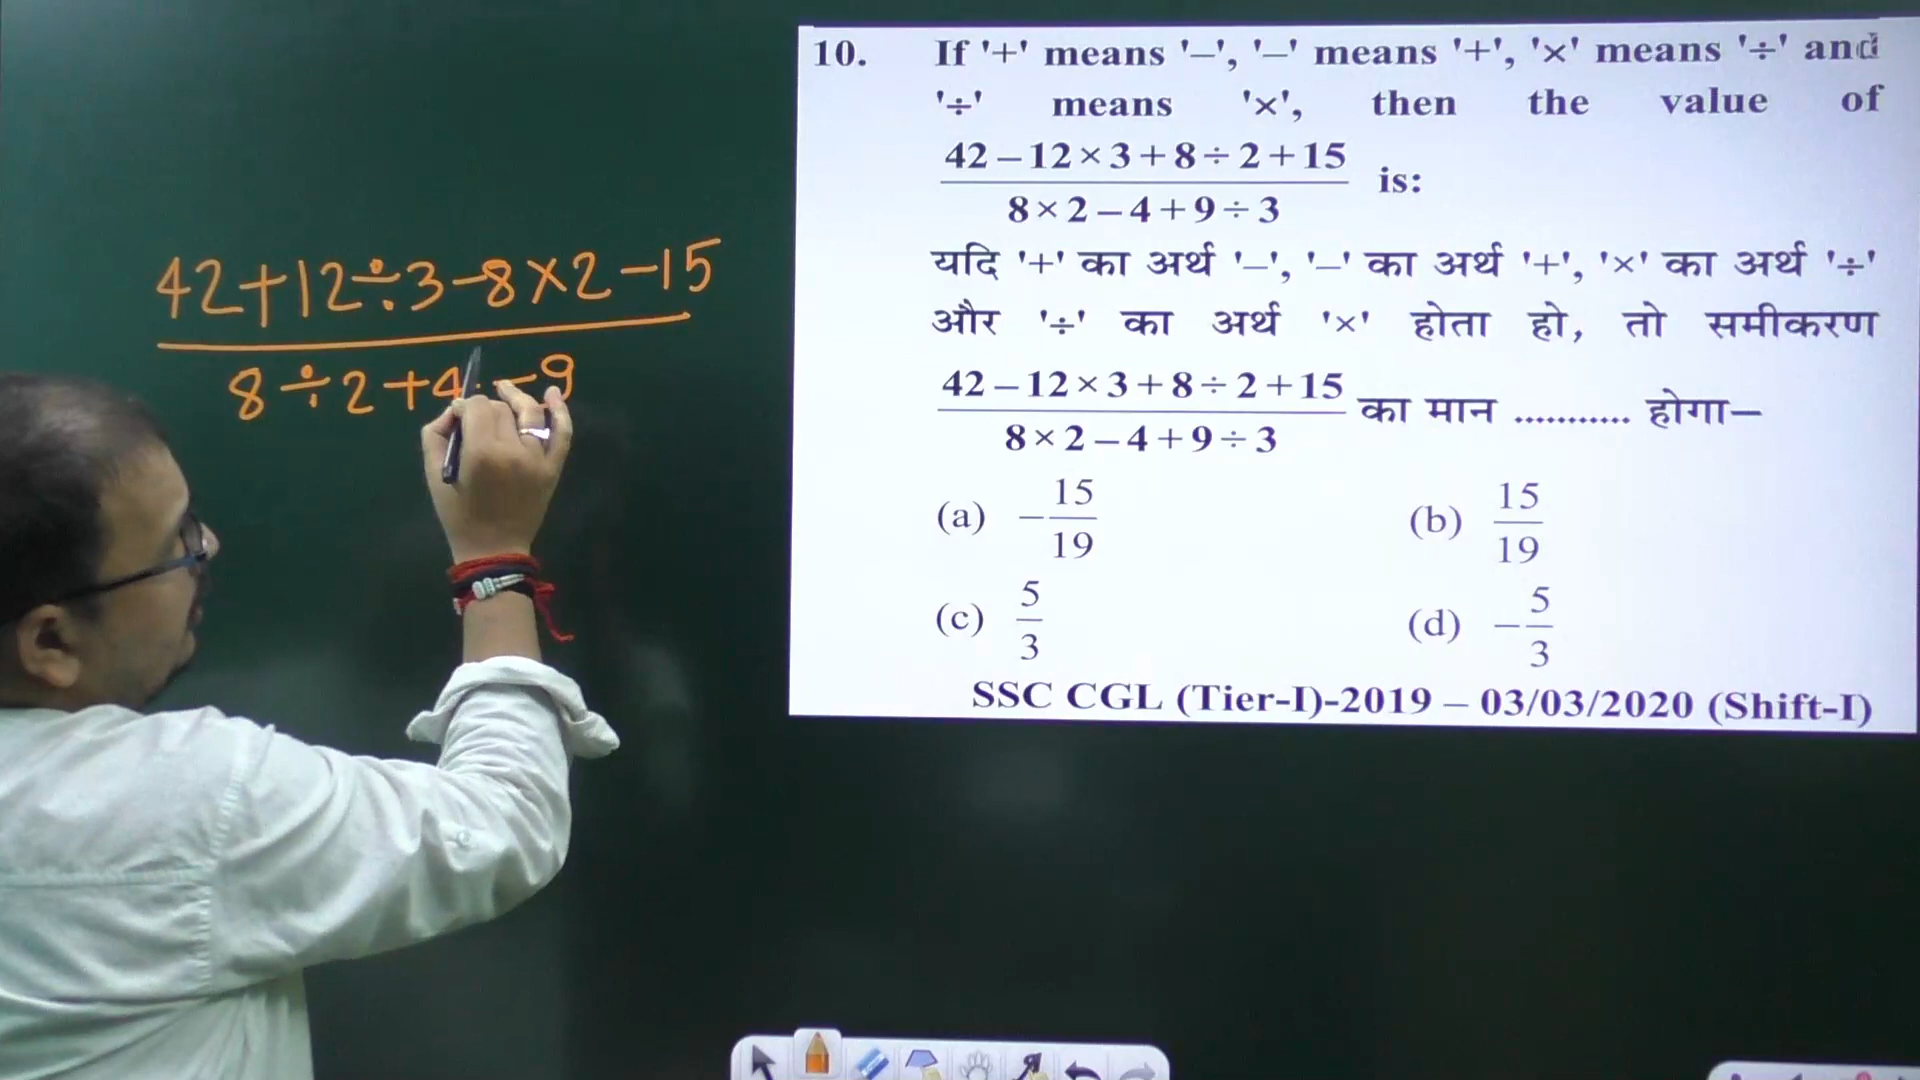 42+12÷3-8×2-15
8÷2+4-9
10. If '+' means '–', '–' means '+', '×' means '÷' and
'÷' means '×', then the value of
42–12×3+8÷2+15
8×2–4+9÷3
is:
यदि '+' का अर्थ '–', '–' का अर्थ '+', '×' का अर्थ '÷'
और '÷' का अर्थ '×' होता हो, तो समीकरण
42–12×3+8÷2+15
8×2–4+9÷3
का मान ........... होगा–
(a) –15/19
(b) 15/19
(c) 5/3
(d) –5/3
SSC CGL (Tier-I)-2019 – 03/03/2020 (Shift-I)